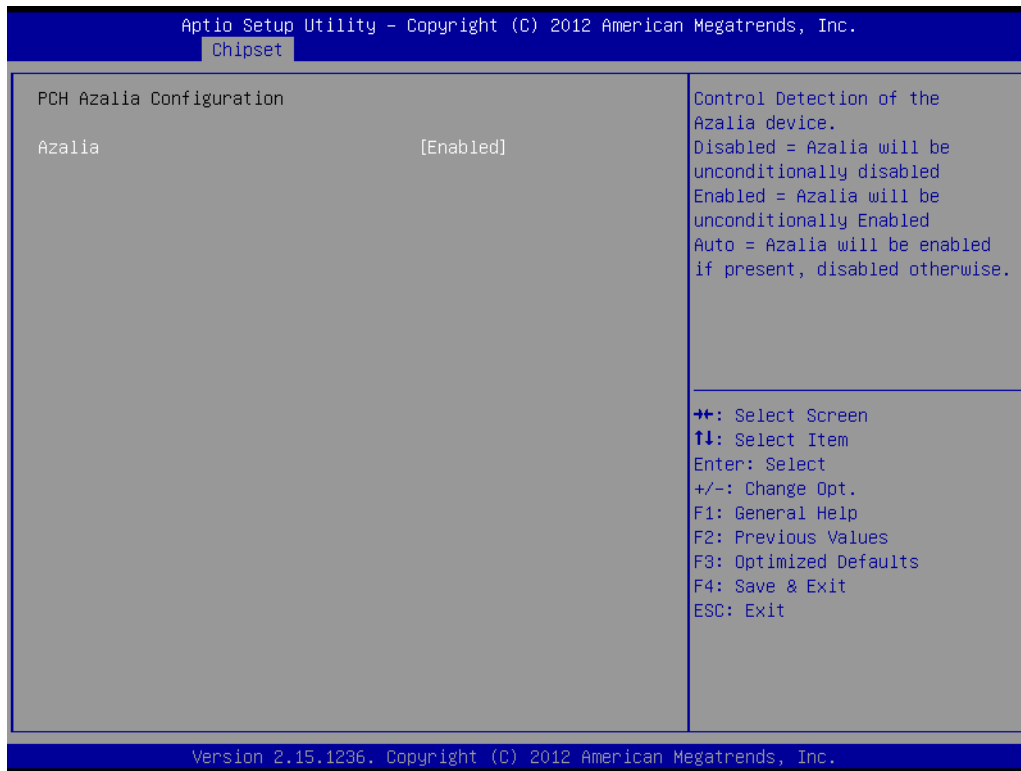 Aptio Setup Utility – Copyright (C) 2012 American Megatrends, Inc.
Chipset
PCH Azalia Configuration
Azalia [Enabled]
Control Detection of the
Azalia device.
Disabled = Azalia will be
unconditionally disabled
Enabled = Azalia will be
unconditionally Enabled
Auto = Azalia will be enabled
if present, disabled otherwise.
→←: Select Screen
↑↓: Select Item
Enter: Select
+/-: Change Opt.
F1: General Help
F2: Previous Values
F3: Optimized Defaults
F4: Save & Exit
ESC: Exit
Version 2.15.1236. Copyright (C) 2012 American Megatrends, Inc.